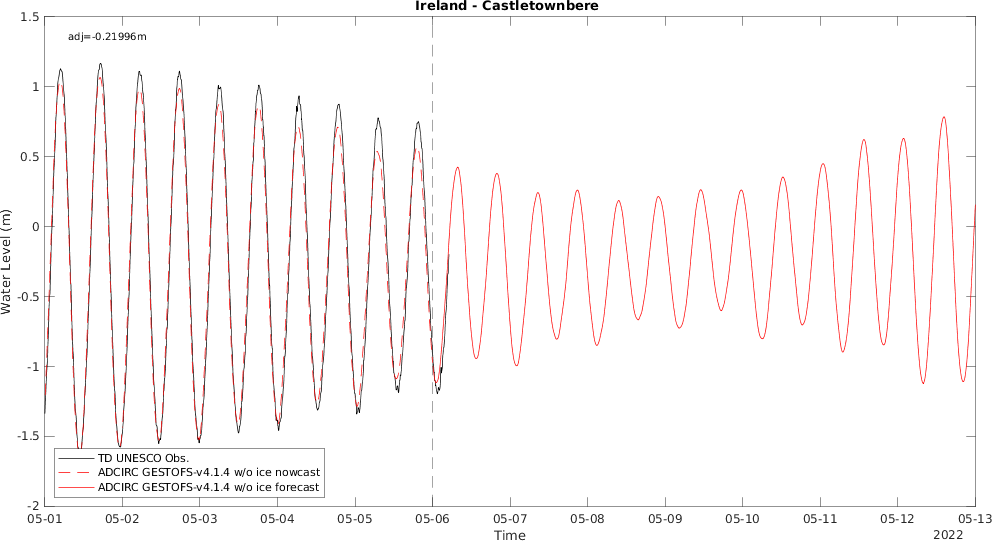 Ireland - Castletownbere
adj=-0.21996m
1.5
1
0.5
0
-0.5
-1
-1.5
-2
Water Level (m)
TD UNESCO Obs.
ADCIRC GESTOFS-v4.1.4 w/o ice nowcast
ADCIRC GESTOFS-v4.1.4 w/o ice forecast
05-01 05-02 05-03 05-04 05-05 05-06 05-07 05-08 05-09 05-10 05-11 05-12 05-13
Time
2022